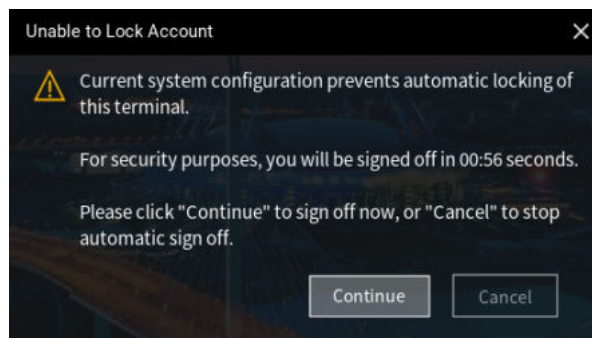 Unable to Lock Account
Current system configuration prevents automatic locking of
this terminal.
For security purposes, you will be signed off in 00:56 seconds.
Please click "Continue" to sign off now, or "Cancel" to stop
automatic sign off.
Continue Cancel